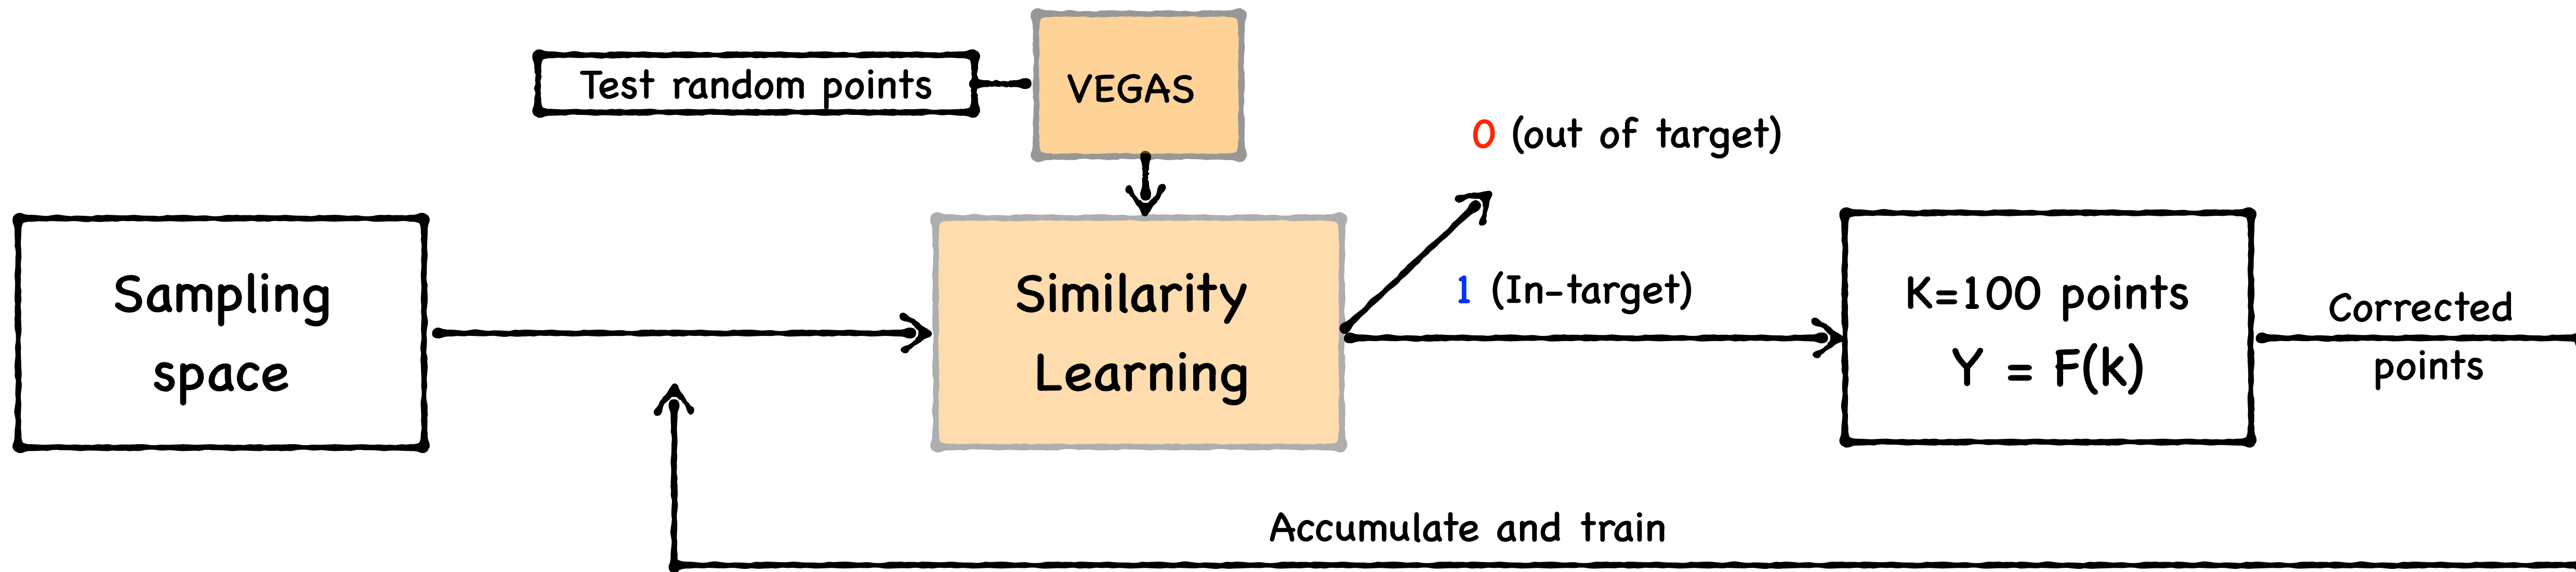 Test random points
VEGAS
0 (out of target)
Sampling
space
Similarity
Learning
1 (In-target)
K=100 points
Y = F(k)
Corrected
points
Accumulate and train